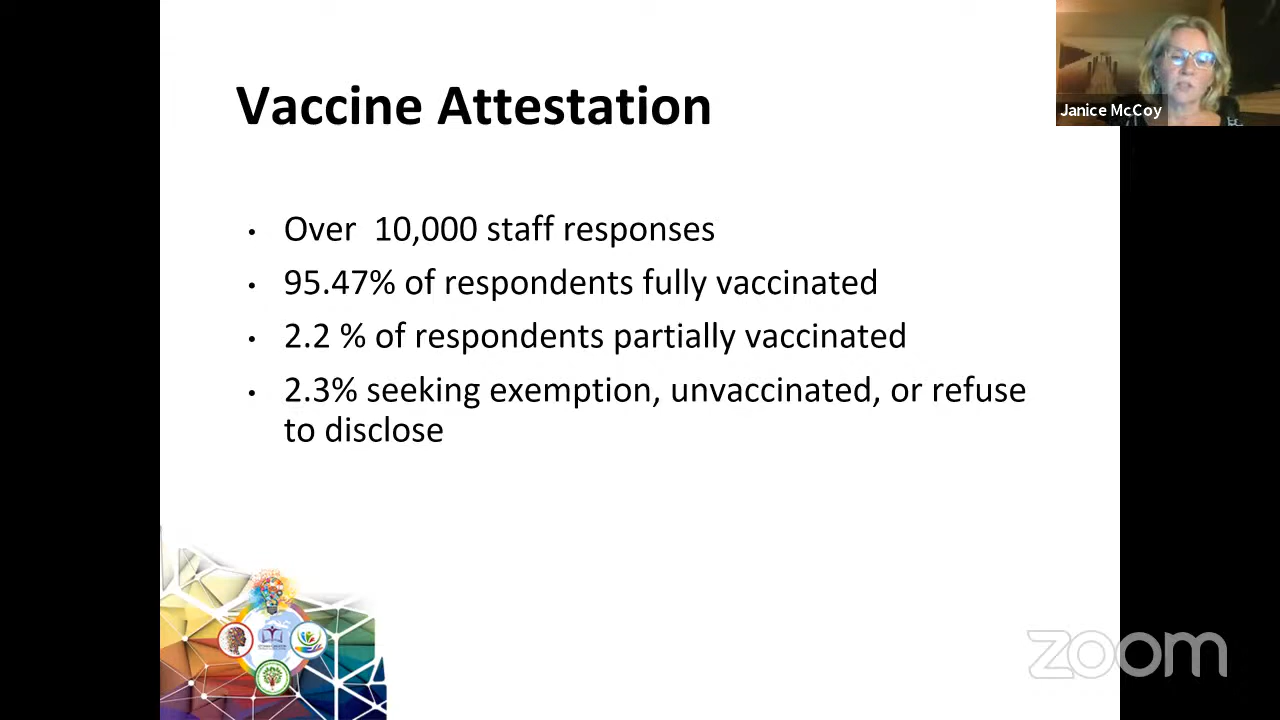 Vaccine Attestation
Janice McCoy
• Over 10,000 staff responses
• 95.47% of respondents fully vaccinated
• 2.2 % of respondents partially vaccinated
• 2.3% seeking exemption, unvaccinated, or refuse
to disclose
zoom